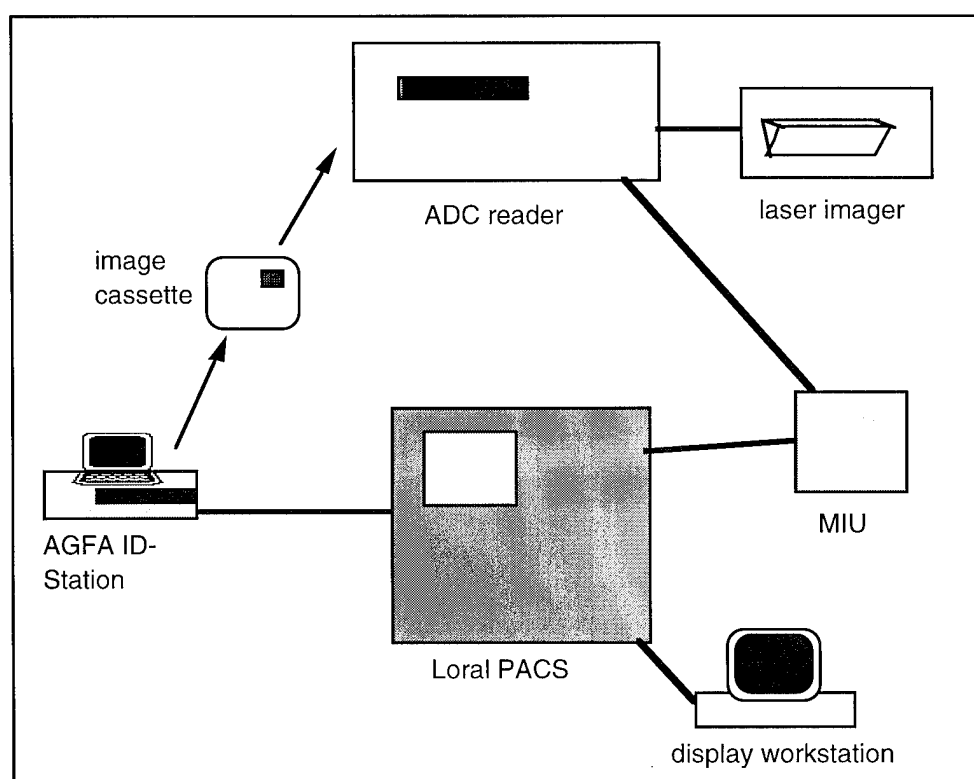 ADC reader
laser imager
image
cassette
MIU
AGFA ID-
Station
Loral PACS
display workstation